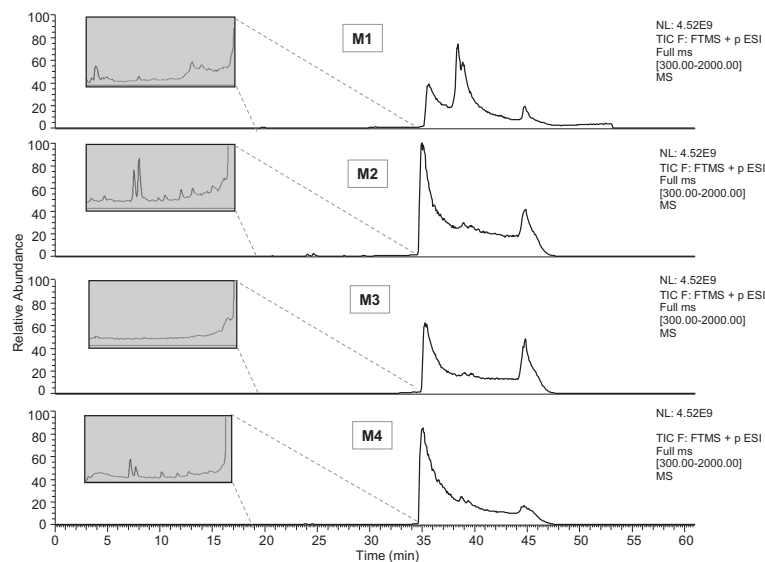 100
80
60
40
20
0
M1
NL: 4.52E9
TIC F: FTMS + p ESI
Full ms
[300.00-2000.00]
MS
100
80
60
40
20
0
M2
NL: 4.52E9
TIC F: FTMS + p ESI
Full ms
[300.00-2000.00]
MS
Relative Abundance
100
80
60
40
20
0
M3
NL: 4.52E9
TIC F: FTMS + p ESI
Full ms
[300.00-2000.00]
MS
100
80
60
40
20
0
M4
NL: 4.52E9
TIC F: FTMS + p ESI
Full ms
[300.00-2000.00]
MS
0 5 10 15 20 25 30 35 40 45 50 55 60
Time (min)